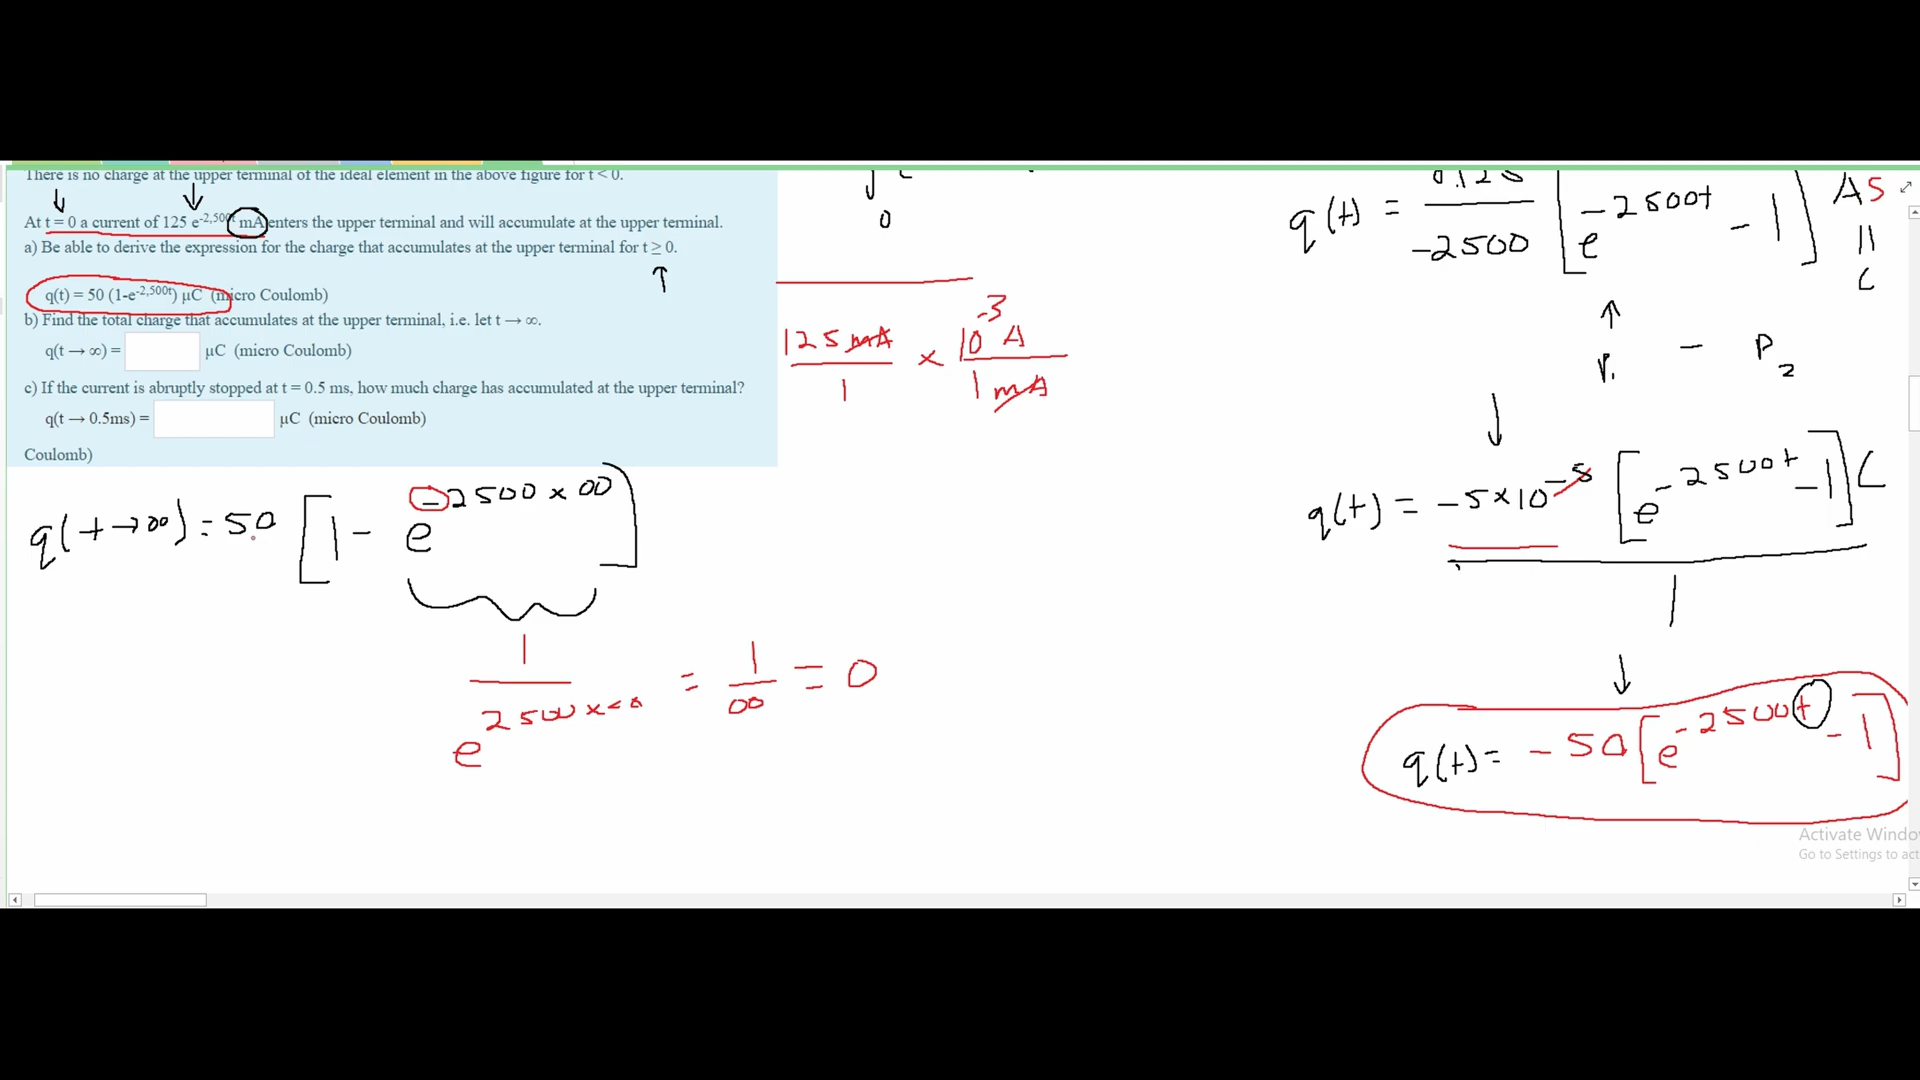 There is no charge at the upper terminal of the ideal element in the above figure for t < 0.
At t = 0 a current of 125 e-2,500t mA enters the upper terminal and will accumulate at the upper terminal.
a) Be able to derive the expression for the charge that accumulates at the upper terminal for t ≥ 0.
q(t) = 50 (1-e-2,500t) μC (micro Coulomb)
b) Find the total charge that accumulates at the upper terminal, i.e. let t → ∞.
q(t → ∞) = μC (micro Coulomb)
c) If the current is abruptly stopped at t = 0.5 ms, how much charge has accumulated at the upper terminal?
q(t → 0.5ms) = μC (micro Coulomb)
Coulomb)
0
125 mA / 1 × 10^-3 A / 1 mA
q(t→∞) = 50 [1 - e^-2500×∞]
1 / e^2500×∞ = 1/∞ = 0
q(t) = 0.125 / -2500 [e^-2500t - 1] AS
=
C
P1 - P2
q(t) = -5×10^-5 [e^-2500t - 1] C
q(t) = -50 [e^-2500t - 1]
Activate Windo
Go to Settings to act